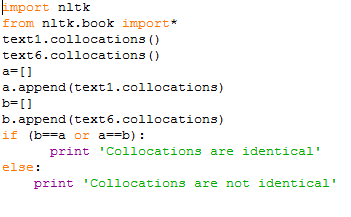 import nltk
from nltk.book import*
text1.collocations()
text6.collocations()
a=[]
a.append(text1.collocations)
b=[]
b.append(text6.collocations)
if (b==a or a==b):
      print 'Collocations are identical'
else:
    print 'Collocations are not identical'